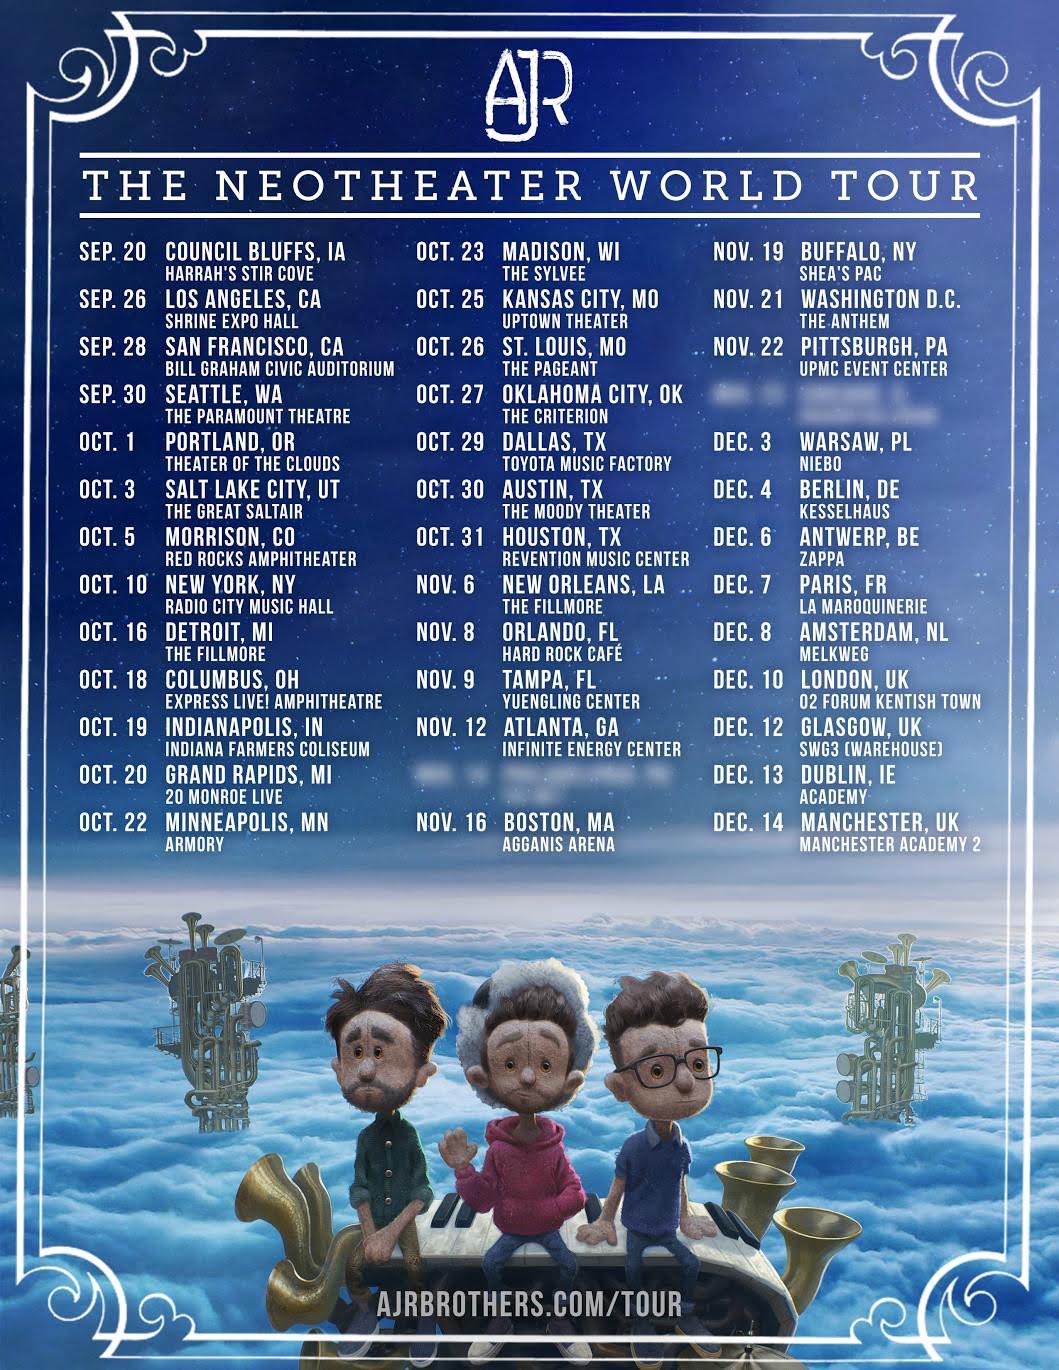 AJR
THE NEOTHEATER WORLD TOUR
SEP. 20 COUNCIL BLUFFS, IA
HARRAH'S STIR COVE
SEP. 26 LOS ANGELES, CA
SHRINE EXPO HALL
SEP. 28 SAN FRANCISCO, CA
BILL GRAHAM CIVIC AUDITORIUM
SEP. 30 SEATTLE, WA
THE PARAMOUNT THEATRE
OCT. 1 PORTLAND, OR
THEATER OF THE CLOUDS
OCT. 3 SALT LAKE CITY, UT
THE GREAT SALTAIR
OCT. 5 MORRISON, CO
RED ROCKS AMPHITHEATER
OCT. 10 NEW YORK, NY
RADIO CITY MUSIC HALL
OCT. 16 DETROIT, MI
THE FILLMORE
OCT. 18 COLUMBUS, OH
EXPRESS LIVE! AMPHITHEATRE
OCT. 19 INDIANAPOLIS, IN
INDIANA FARMERS COLISEUM
OCT. 20 GRAND RAPIDS, MI
20 MONROE LIVE
OCT. 22 MINNEAPOLIS, MN
ARMORY
OCT. 23 MADISON, WI
THE SYLVEE
OCT. 25 KANSAS CITY, MO
UPTOWN THEATER
OCT. 26 ST. LOUIS, MO
THE PAGEANT
OCT. 27 OKLAHOMA CITY, OK
THE CRITERION
OCT. 29 DALLAS, TX
TOYOTA MUSIC FACTORY
OCT. 30 AUSTIN, TX
THE MOODY THEATER
OCT. 31 HOUSTON, TX
REVENTION MUSIC CENTER
NOV. 6 NEW ORLEANS, LA
THE FILLMORE
NOV. 8 ORLANDO, FL
HARD ROCK CAFÉ
NOV. 9 TAMPA, FL
YUENGLING CENTER
NOV. 12 ATLANTA, GA
INFINITE ENERGY CENTER
NOV. 16 BOSTON, MA
AGGANIS ARENA
NOV. 19 BUFFALO, NY
SHEA'S PAC
NOV. 21 WASHINGTON D.C.
THE ANTHEM
NOV. 22 PITTSBURGH, PA
UPMC EVENT CENTER
DEC. 3 WARSAW, PL
NIEBO
DEC. 4 BERLIN, DE
KESSELHAUS
DEC. 6 ANTWERP, BE
ZAPPA
DEC. 7 PARIS, FR
LA MAROQUINERIE
DEC. 8 AMSTERDAM, NL
MELKWEG
DEC. 10 LONDON, UK
O2 FORUM KENTISH TOWN
DEC. 12 GLASGOW, UK
SWG3 (WAREHOUSE)
DEC. 13 DUBLIN, IE
ACADEMY
DEC. 14 MANCHESTER, UK
MANCHESTER ACADEMY 2
AJRBROTHERS.COM/TOUR